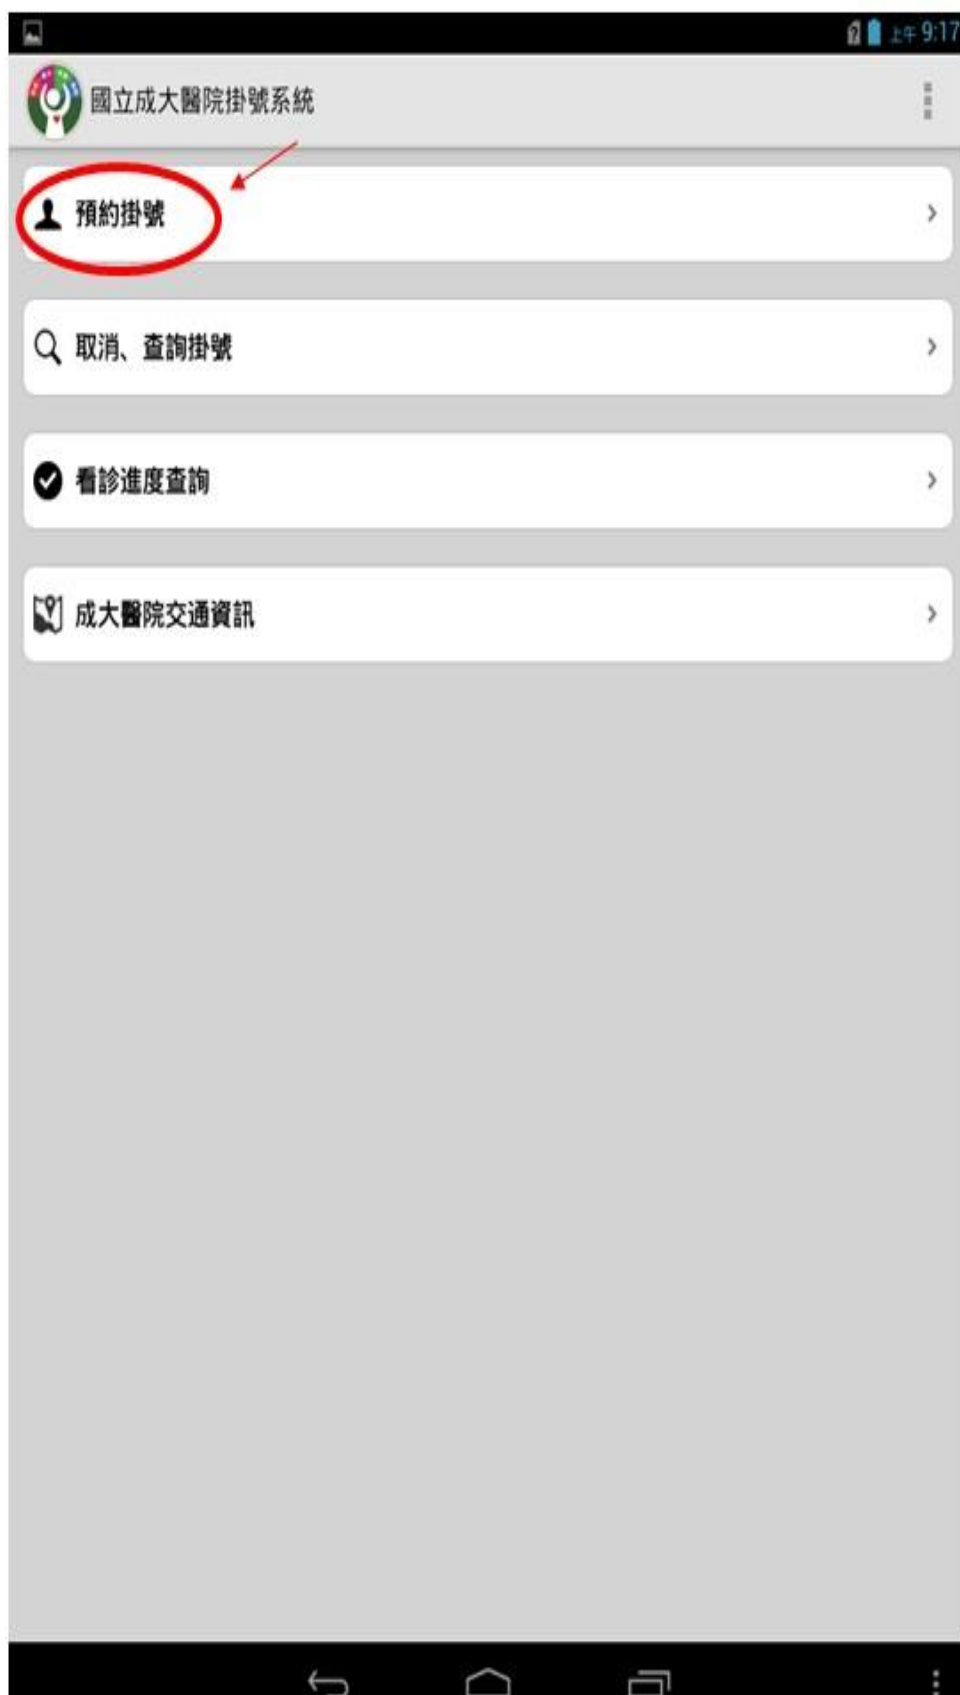 上午 9:17
國立成大醫院掛號系統
預約掛號
取消、查詢掛號
看診進度查詢
成大醫院交通資訊